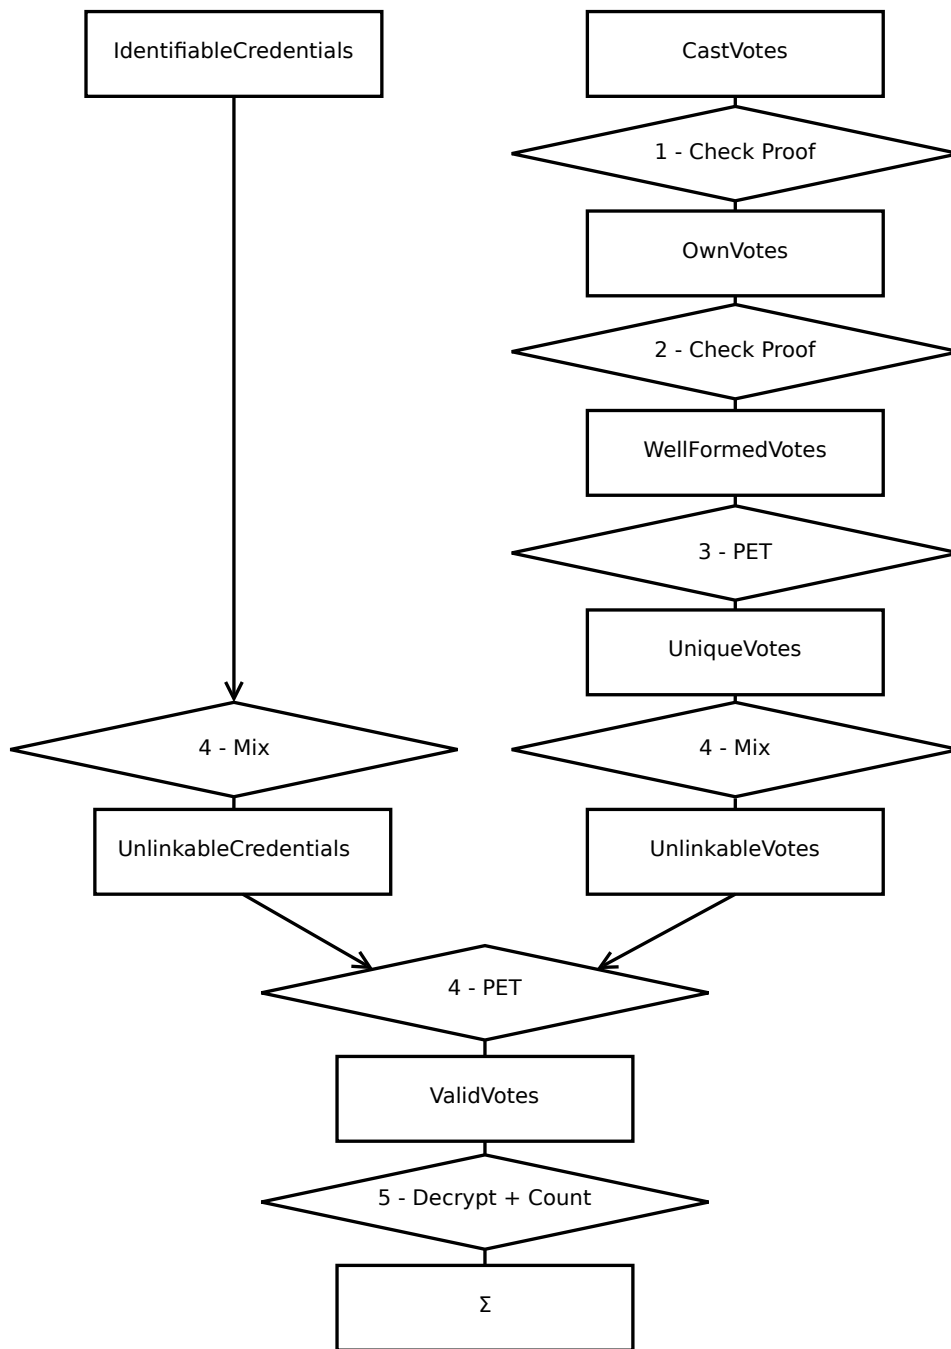 IdentifiableCredentials
CastVotes
1 - Check Proof
OwnVotes
2 - Check Proof
WellFormedVotes
3 - PET
UniqueVotes
4 - Mix
4 - Mix
UnlinkableCredentials
UnlinkableVotes
4 - PET
ValidVotes
5 - Decrypt + Count
Σ